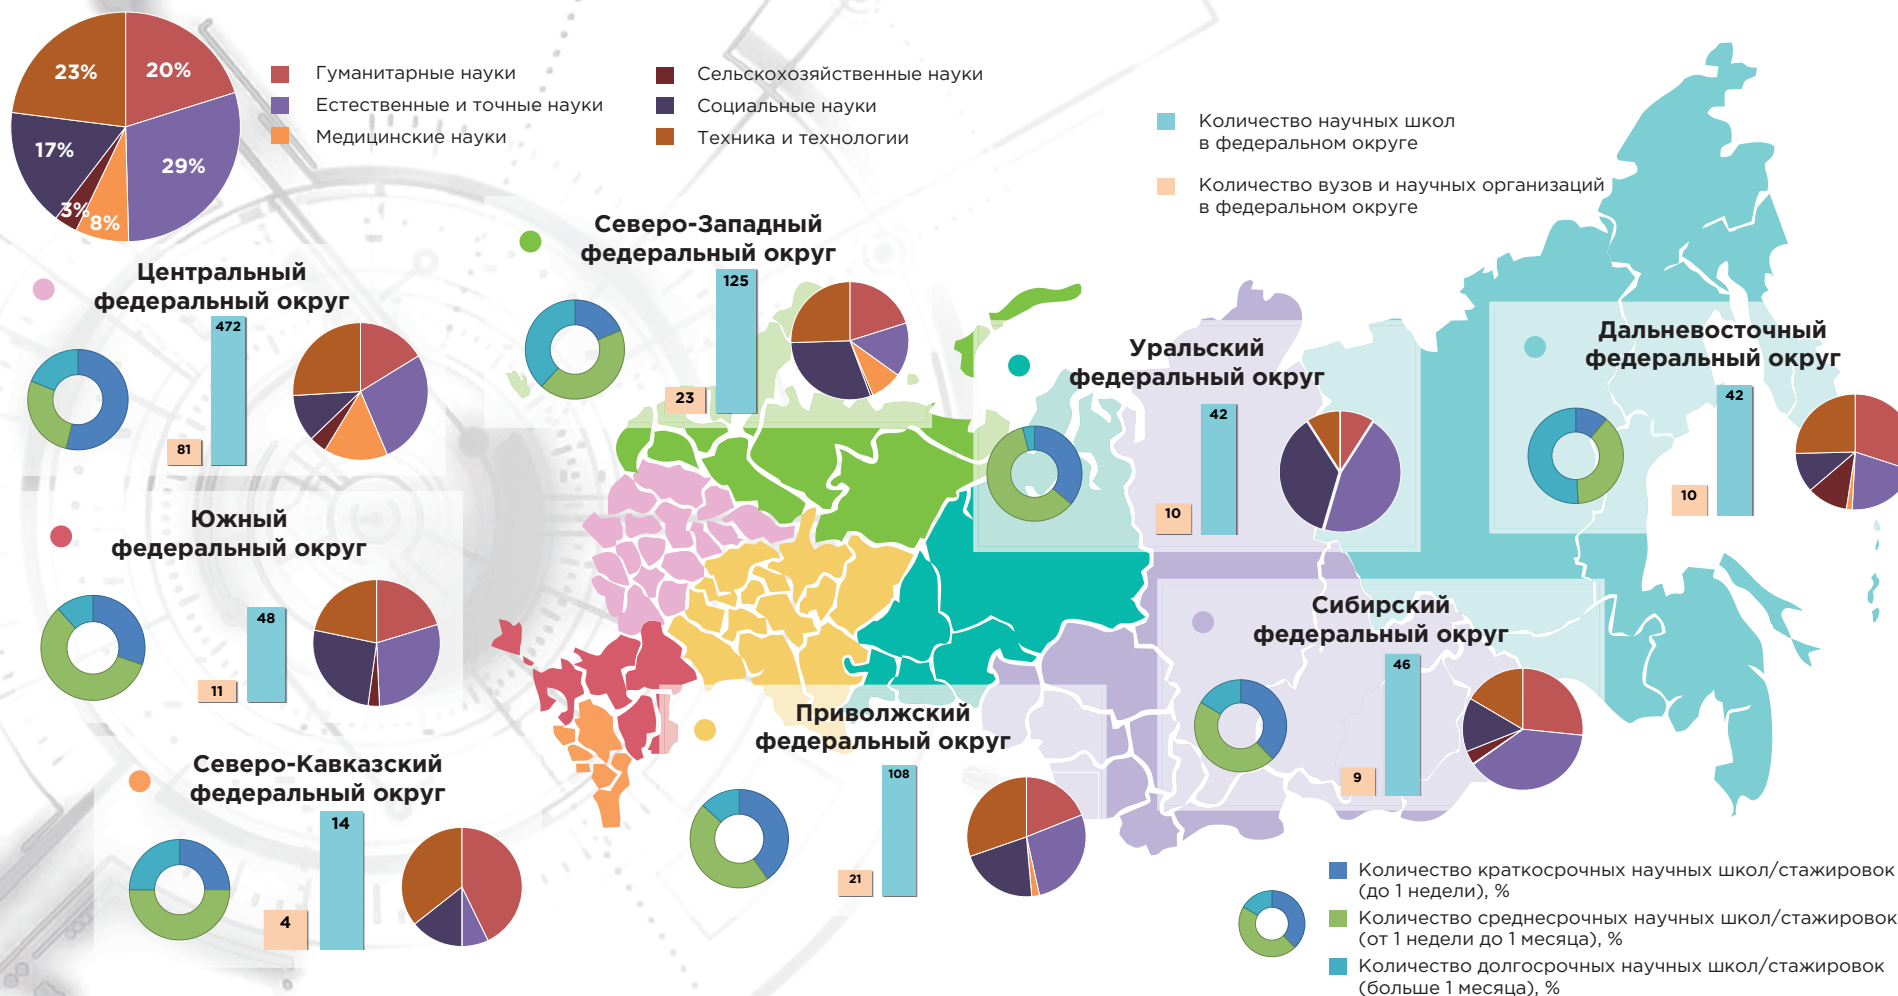 23%
20%
17%
29%
3%
8%
Гуманитарные науки
Естественные и точные науки
Медицинские науки
Сельскохозяйственные науки
Социальные науки
Техника и технологии
Количество научных школ
в федеральном округе
Количество вузов и научных организаций
в федеральном округе
Северо-Западный
федеральный округ
125
23
Центральный
федеральный округ
472
81
Уральский
федеральный округ
42
10
Дальневосточный
федеральный округ
42
10
Южный
федеральный округ
48
11
Сибирский
федеральный округ
46
9
Приволжский
федеральный округ
108
21
Северо-Кавказский
федеральный округ
14
4
Количество краткосрочных научных школ/стажировок
(до 1 недели), %
Количество среднесрочных научных школ/стажировок
(от 1 недели до 1 месяца), %
Количество долгосрочных научных школ/стажировок
(больше 1 месяца), %